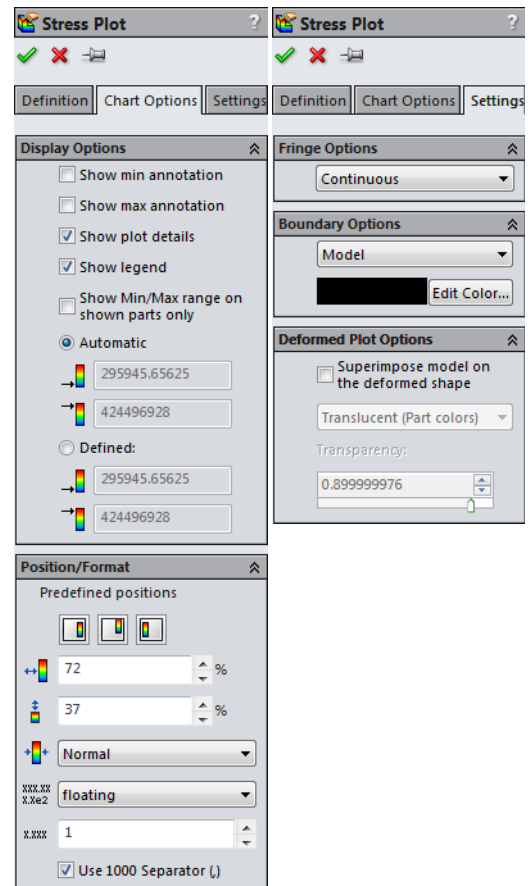 Stress Plot
?
Definition
Chart Options
Settings
Display Options
Show min annotation
Show max annotation
Show plot details
Show legend
Show Min/Max range on
shown parts only
Automatic
295945.65625
424496928
Defined:
295945.65625
424496928
Position/Format
Predefined positions
72
%
37
%
Normal
XXX.XX
X.Xe2
floating
X.XXX
1
Use 1000 Separator (,)
Stress Plot
?
Definition
Chart Options
Settings
Fringe Options
Continuous
Boundary Options
Model
Edit Color...
Deformed Plot Options
Superimpose model on
the deformed shape
Translucent (Part colors)
Transparency:
0.899999976